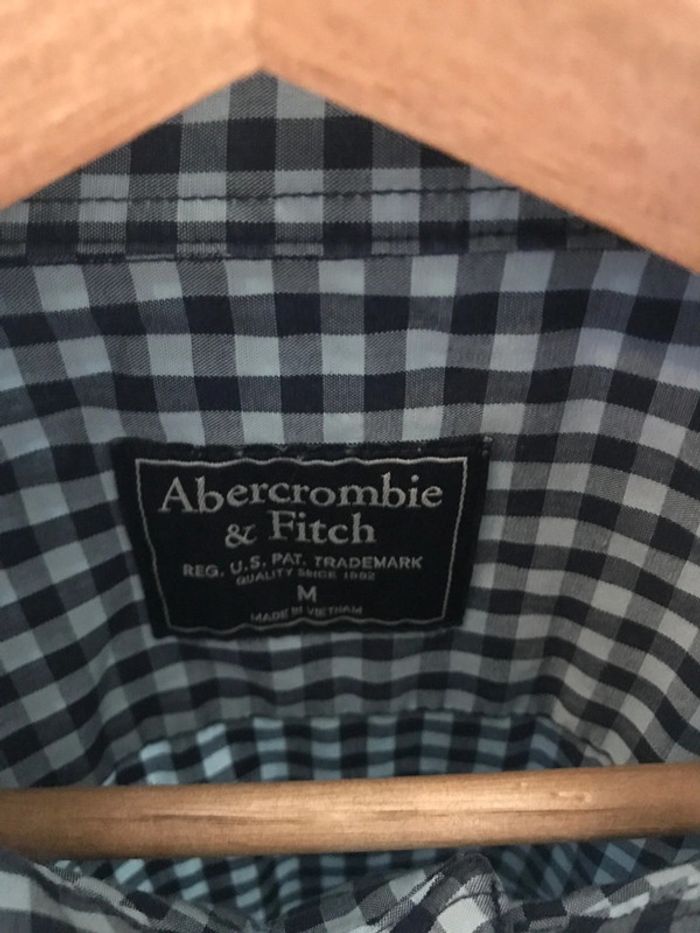 Abercrombie
& Fitch
REG. U.S. PAT. TRADEMARK
QUALITY SINCE 1892
M
MADE IN VIETNAM